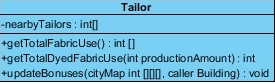 Tailor
-nearbyTailors : int[]
+getTotalFabricUse() : int []
+getTotalDyedFabricUse(int productionAmount) : int
+updateBonuses(cityMap int [][][], caller Building) : void